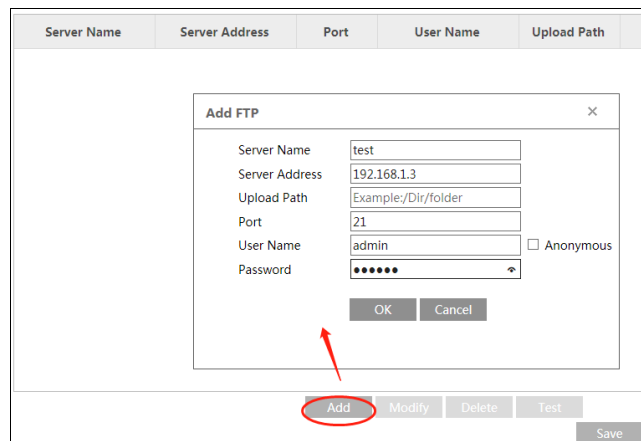 Server Name Server Address Port User Name Upload Path
Add FTP ×
Server Name test
Server Address 192.168.1.3
Upload Path Example:/Dir/folder
Port 21
User Name admin Anonymous
Password ●●●●●●
OK Cancel
Add Modify Delete Test
Save